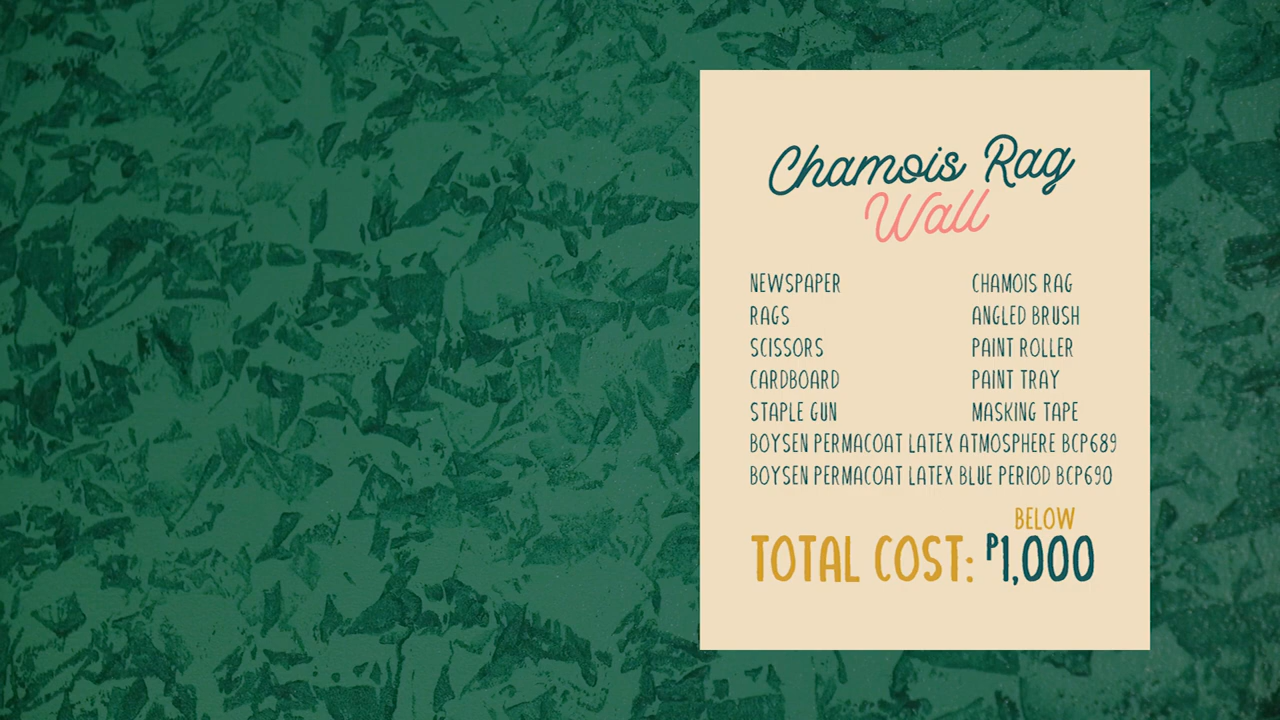 Chamois Rag
Wall
NEWSPAPER
RAGS
SCISSORS
CARDBOARD
STAPLE GUN
CHAMOIS RAG
ANGLED BRUSH
PAINT ROLLER
PAINT TRAY
MASKING TAPE
BOYSEN PERMACOAT LATEX ATMOSPHERE BCP689
BOYSEN PERMACOAT LATEX BLUE PERIOD BCP690
BELOW
TOTAL COST: ₱1,000